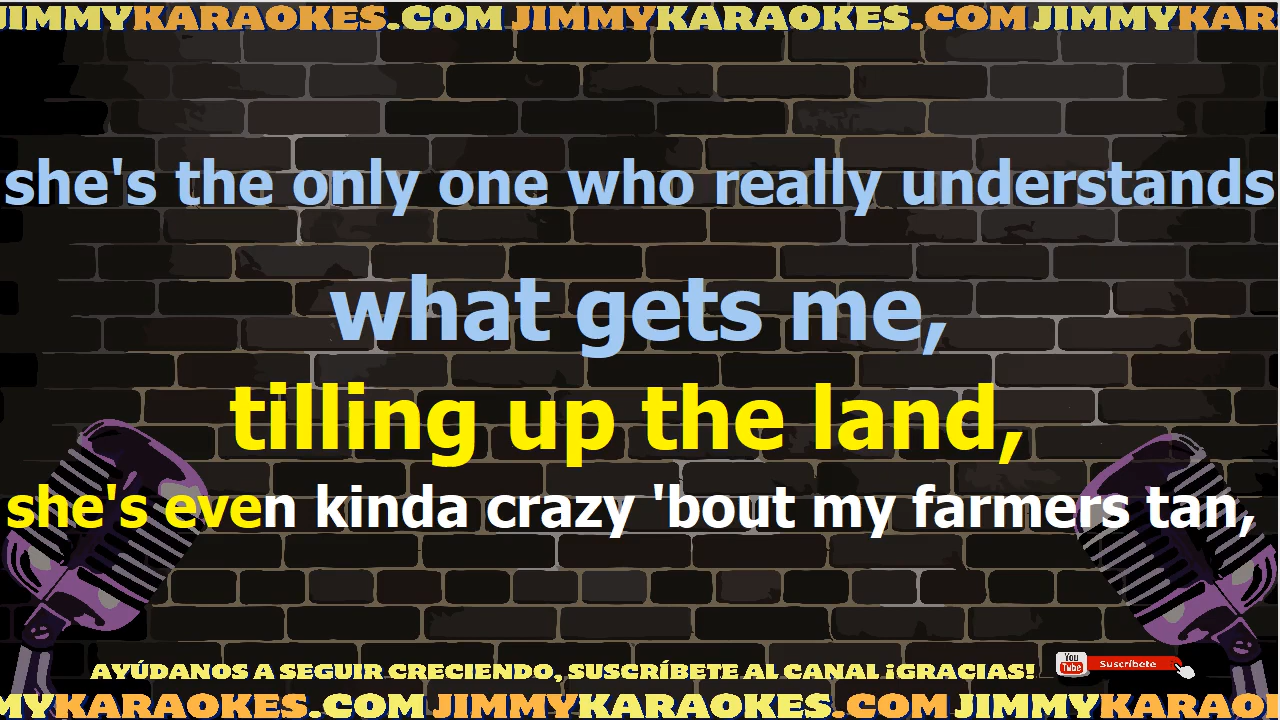 JIMMYKARAOKES.COM JIMMYKARAOKES.COM JIMMYKAR
she's the only one who really understands
what gets me,
tilling up the land,
she's even kinda crazy 'bout my farmers tan,
AYÚDANOS A SEGUIR CRECIENDO, SUSCRÍBETE AL CANAL ¡GRACIAS!
You Tube Suscríbete
MYKARAOKES.COM JIMMYKARAOKES.COM JIMMYKARAO